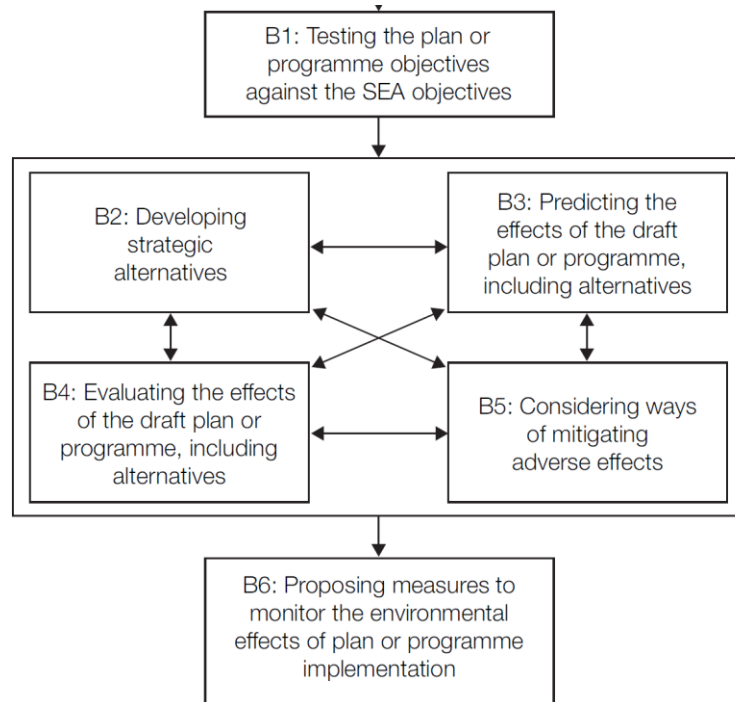 B1: Testing the plan or
programme objectives
against the SEA objectives
B2: Developing
strategic
alternatives
B3: Predicting the
effects of the draft
plan or programme,
including alternatives
B4: Evaluating the effects
of the draft plan or
programme, including
alternatives
B5: Considering ways
of mitigating
adverse effects
B6: Proposing measures to
monitor the environmental
effects of plan or programme
implementation